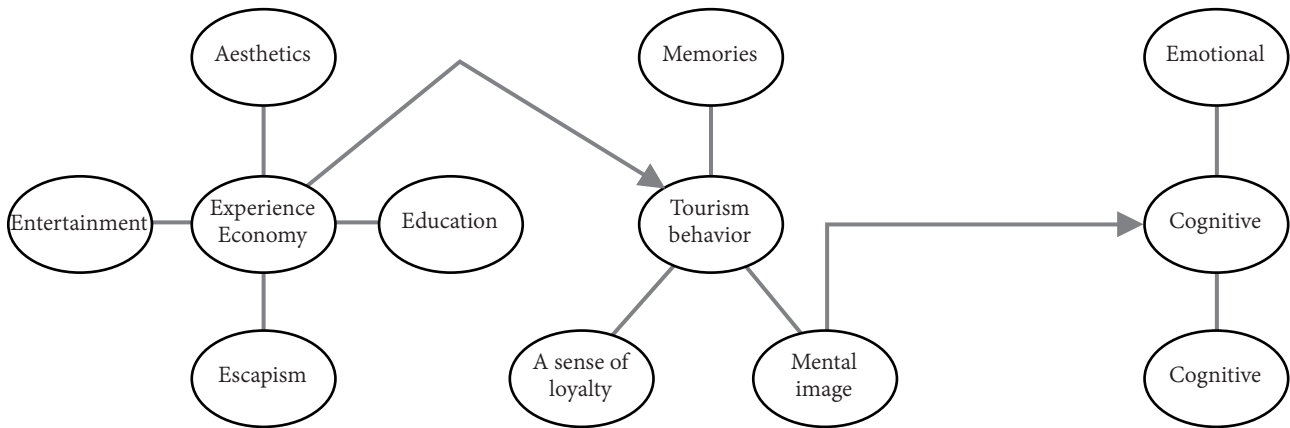 Aesthetics
Memories
Emotional
Entertainment
Experience
Economy
Education
Tourism
behavior
Cognitive
Escapism
A sense of
loyalty
Mental
image
Cognitive